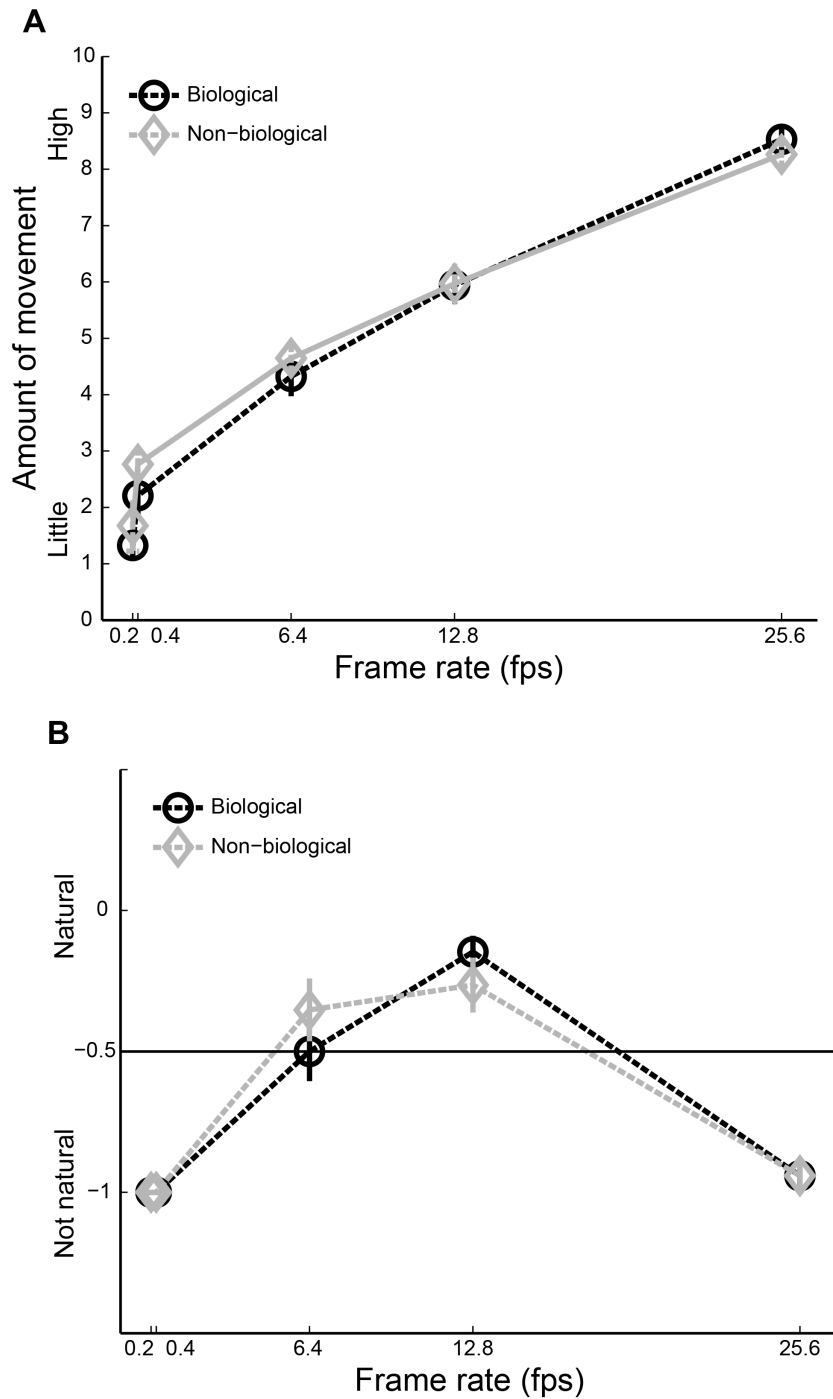 A
10
9
8
7
6
5
4
3
2
1
0
High
Little
Amount of movement
Biological
Non−biological
0.2 0.4 6.4 12.8 25.6
Frame rate (fps)
B
Biological
Non−biological
Natural
Not natural
0
−0.5
−1
0.2 0.4 6.4 12.8 25.6
Frame rate (fps)